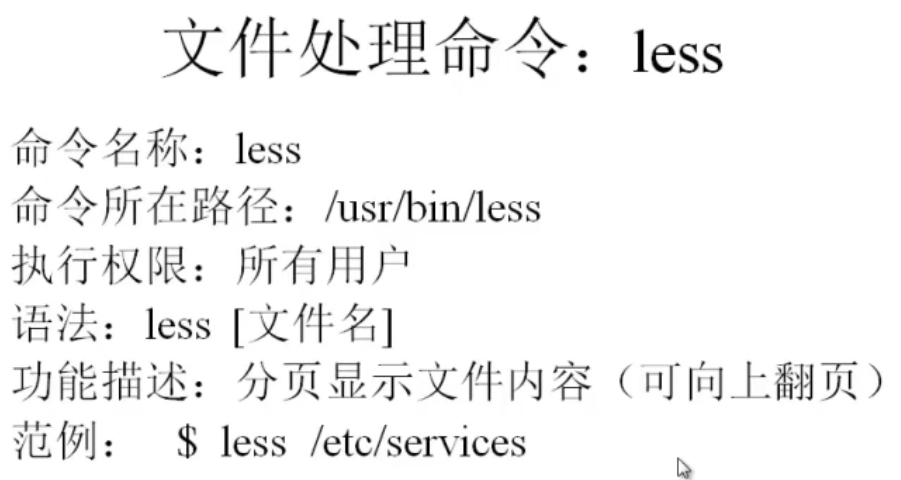 文件处理命令：less
命令名称：less
命令所在路径：/usr/bin/less
执行权限：所有用户
语法：less [文件名]
功能描述：分页显示文件内容（可向上翻页）
范例： $ less /etc/services